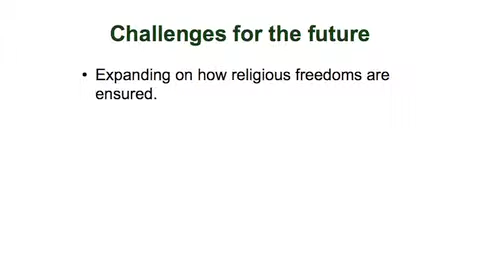 Challenges for the future
• Expanding on how religious freedoms are
ensured.